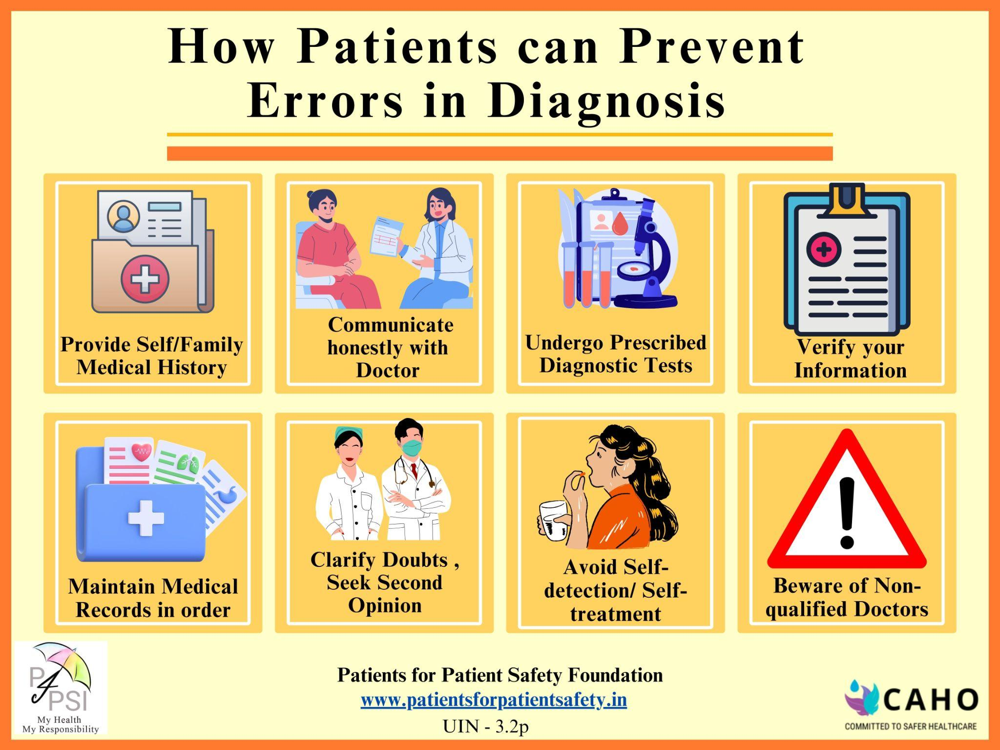 How Patients can Prevent
Errors in Diagnosis
Provide Self/Family
Medical History
Communicate
honestly with
Doctor
Undergo Prescribed
Diagnostic Tests
Verify your
Information
Maintain Medical
Records in order
Clarify Doubts ,
Seek Second
Opinion
Avoid Self-
detection/ Self-
treatment
Beware of Non-
qualified Doctors
P4PSI
My Health
My Responsibility
Patients for Patient Safety Foundation
www.patientsforpatientsafety.in
UIN - 3.2p
CAHO
COMMITTED TO SAFER HEALTHCARE